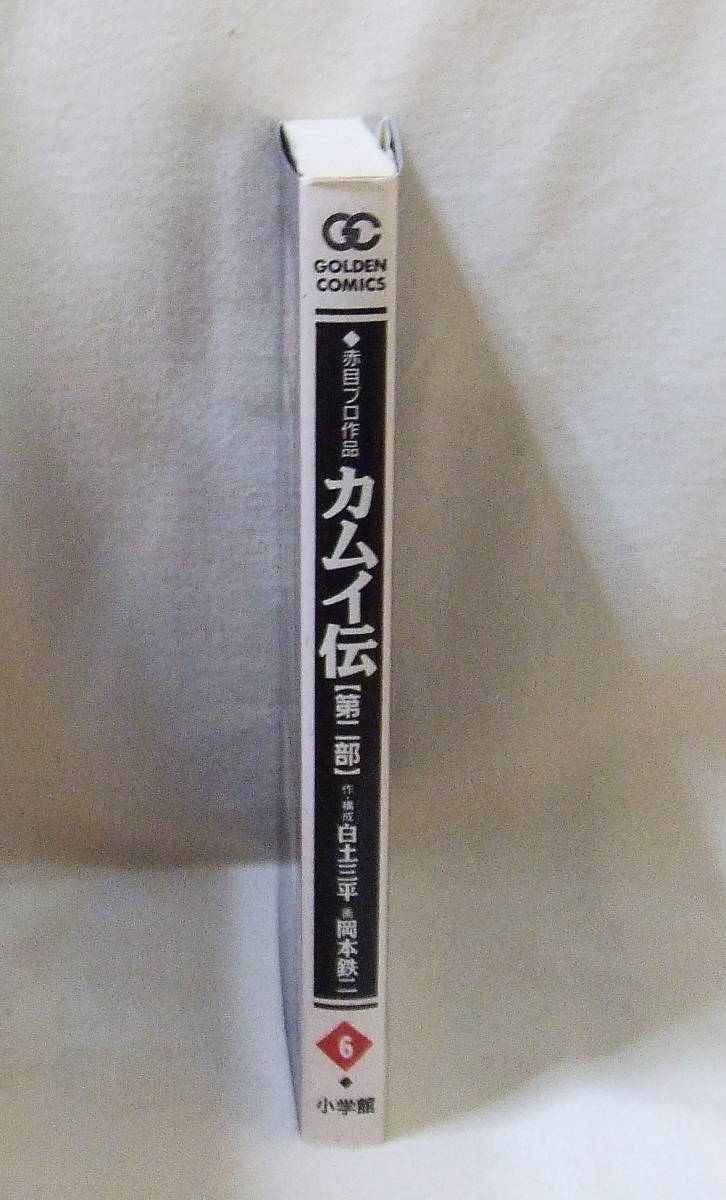 GC
GOLDEN
COMICS
◆赤目プロ作品
カムイ伝
【第二部】
作・構成 白土三平 画 岡本鉄二
6
小学館